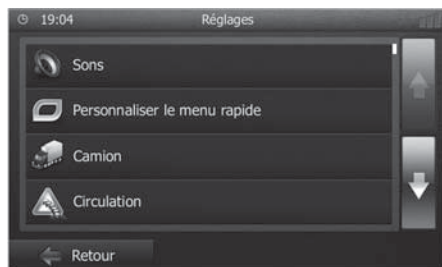 19:04 Réglages
Sons
Personnaliser le menu rapide
Camion
Circulation
Retour